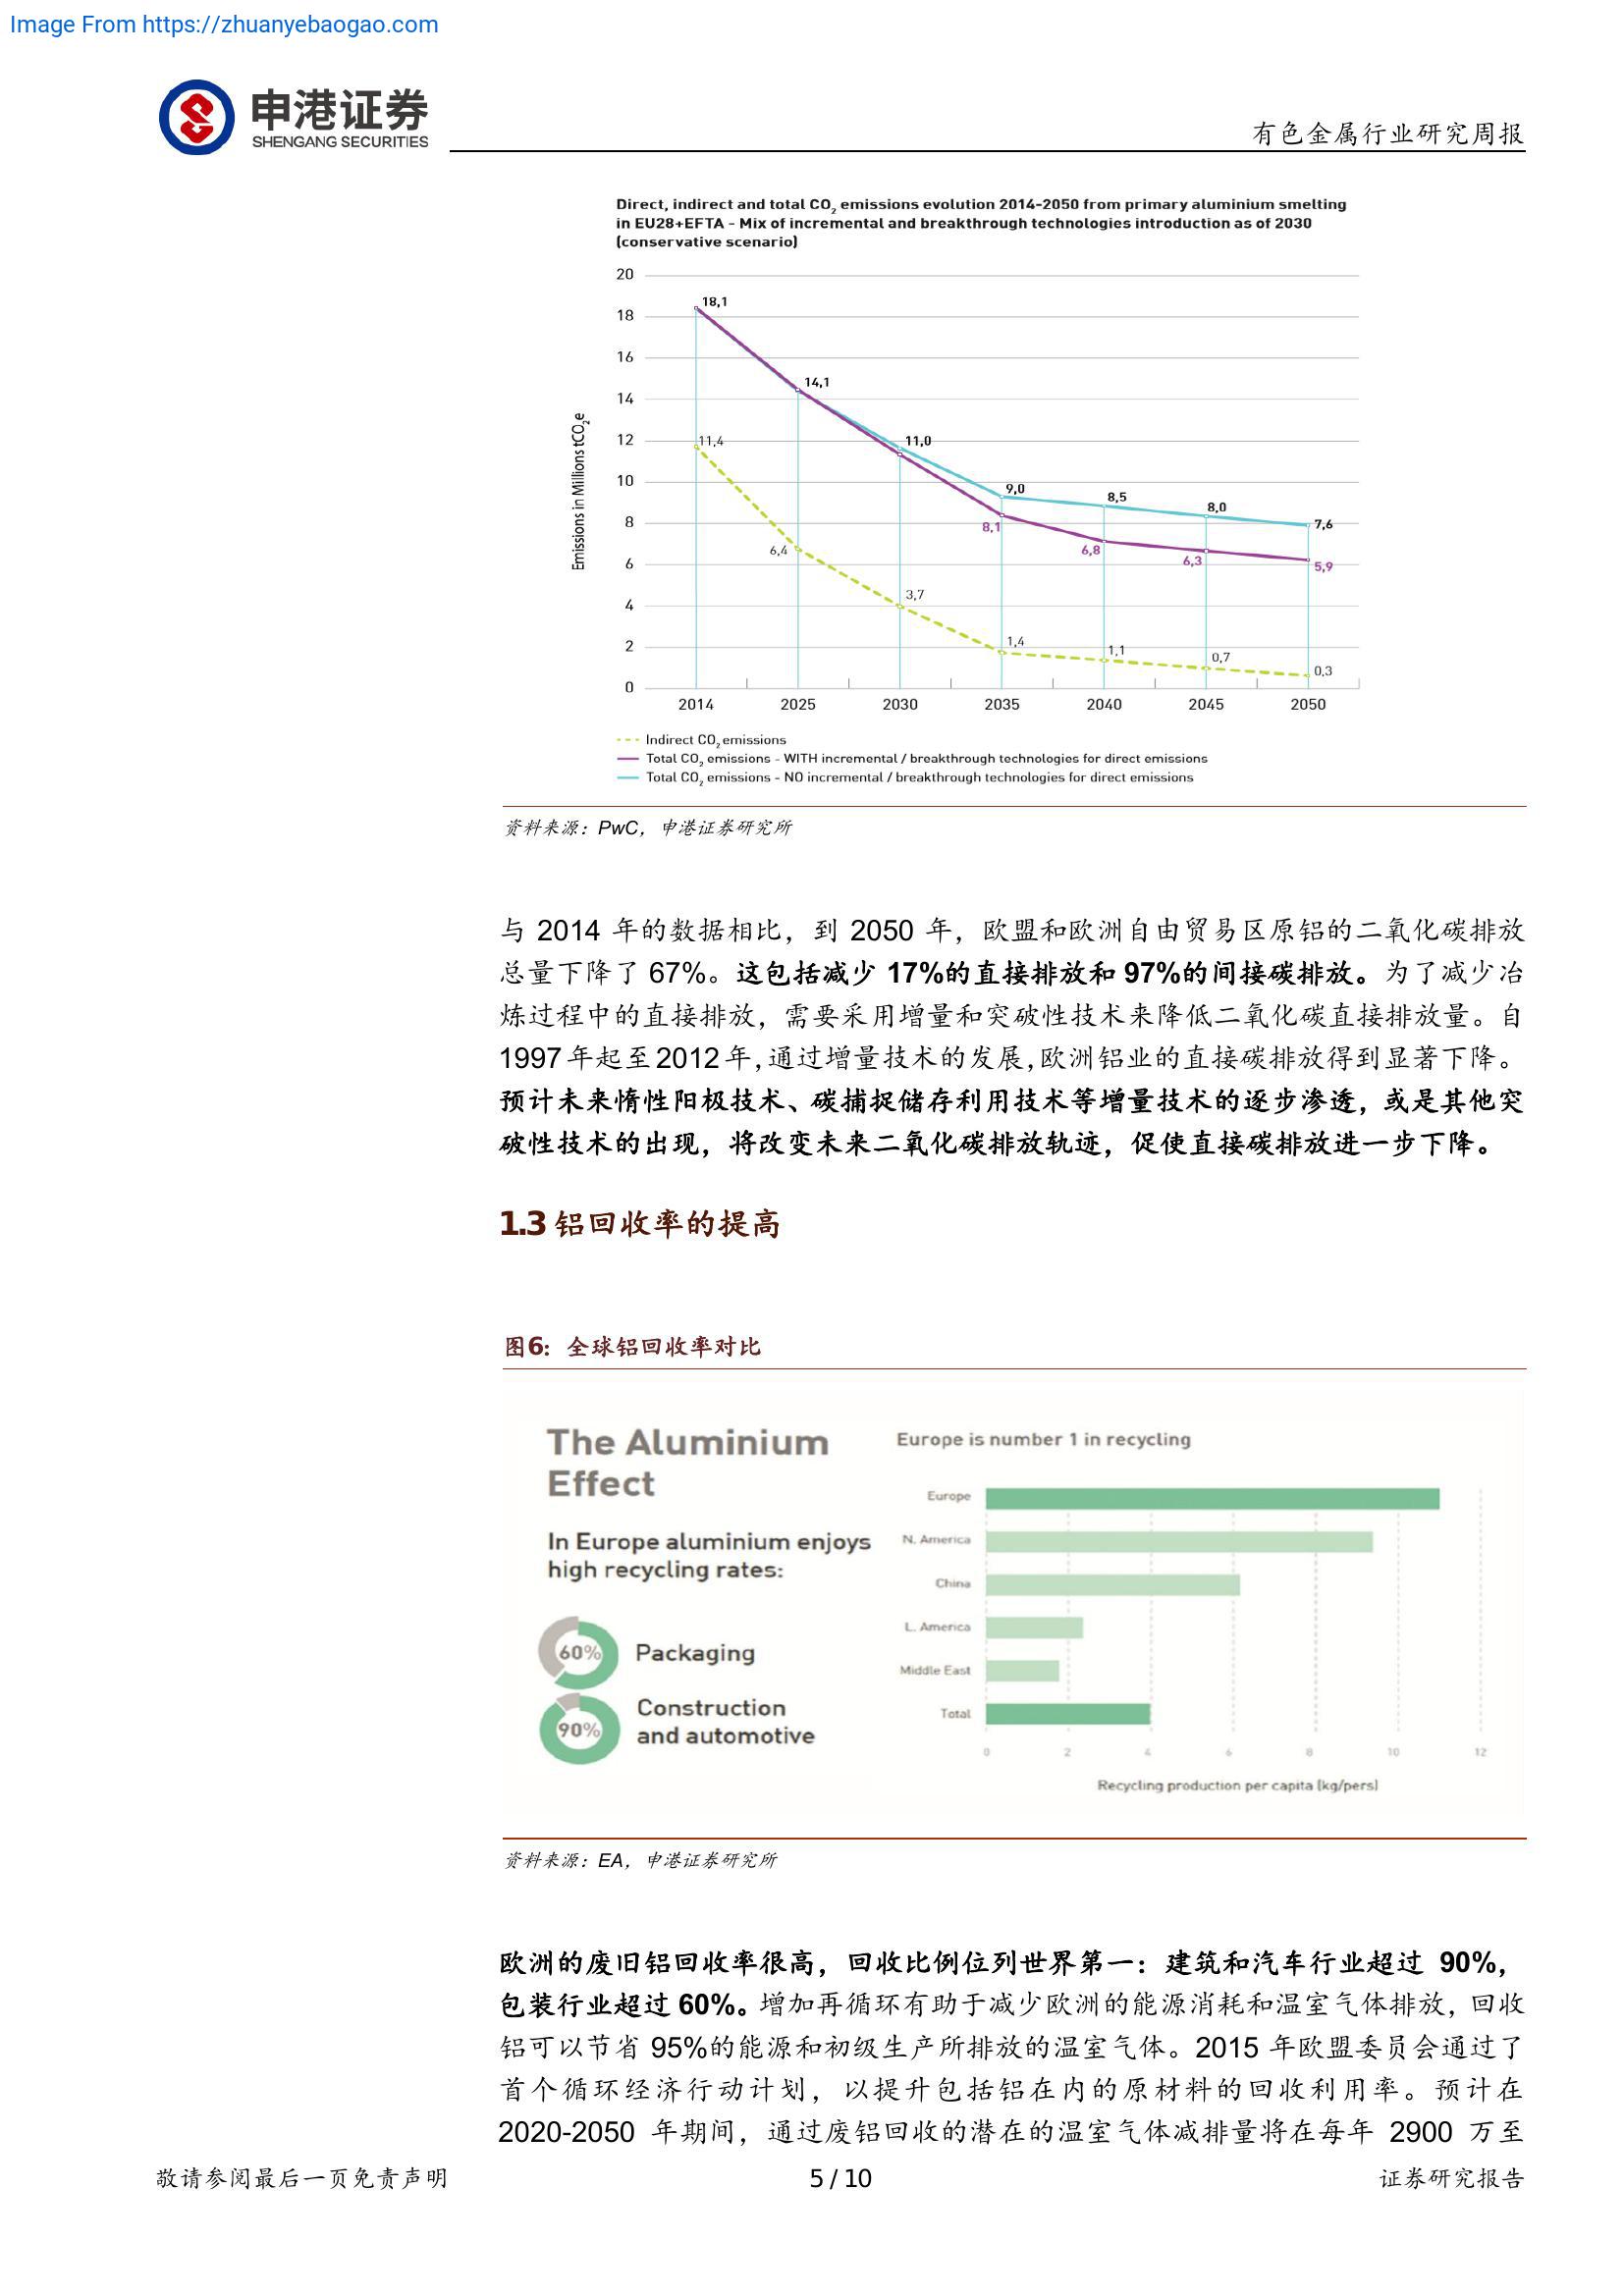 Image From https://zhuanyebaogao.com
申港证券
SHENGANG SECURITIES
有色金属行业研究周报
Direct, indirect and total CO₂ emissions evolution 2014-2050 from primary aluminium smelting
in EU28+EFTA - Mix of incremental and breakthrough technologies introduction as of 2030
(conservative scenario)
Emissions in Millions tCO₂e
20
18
16
14
12
10
8
6
4
2
0
18,1
14,1
11,0
9,0
8,5
8,0
7,6
8,1
6,8
6,3
5,9
11,4
6,4
3,7
1,4
1,1
0,7
0,3
2014 2025 2030 2035 2040 2045 2050
Indirect CO₂ emissions
Total CO₂ emissions - WITH incremental / breakthrough technologies for direct emissions
Total CO₂ emissions - NO incremental / breakthrough technologies for direct emissions
资料来源：PwC，申港证券研究所
与 2014 年的数据相比，到 2050 年，欧盟和欧洲自由贸易区原铝的二氧化碳排放
总量下降了 67%。这包括减少 17%的直接排放和 97%的间接碳排放。为了减少冶
炼过程中的直接排放，需要采用增量和突破性技术来降低二氧化碳直接排放量。自
1997 年起至 2012 年，通过增量技术的发展，欧洲铝业的直接碳排放得到显著下降。
预计未来惰性阳极技术、碳捕捉储存利用技术等增量技术的逐步渗透，或是其他突
破性技术的出现，将改变未来二氧化碳排放轨迹，促使直接碳排放进一步下降。
1.3 铝回收率的提高
图6：全球铝回收率对比
The Aluminium
Effect
In Europe aluminium enjoys
high recycling rates:
60% Packaging
90% Construction
and automotive
Europe is number 1 in recycling
Europe
N. America
China
L. America
Middle East
Total
0 2 4 6 8 10 12
Recycling production per capita (kg/pers)
资料来源：EA，申港证券研究所
欧洲的废旧铝回收率很高，回收比例位列世界第一：建筑和汽车行业超过 90%，
包装行业超过 60%。增加再循环有助于减少欧洲的能源消耗和温室气体排放，回收
铝可以节省 95%的能源和初级生产所排放的温室气体。2015 年欧盟委员会通过了
首个循环经济行动计划，以提升包括铝在内的原材料的回收利用率。预计在
2020-2050 年期间，通过废铝回收的潜在的温室气体减排量将在每年 2900 万至
敬请参阅最后一页免责声明
5 / 10
证券研究报告